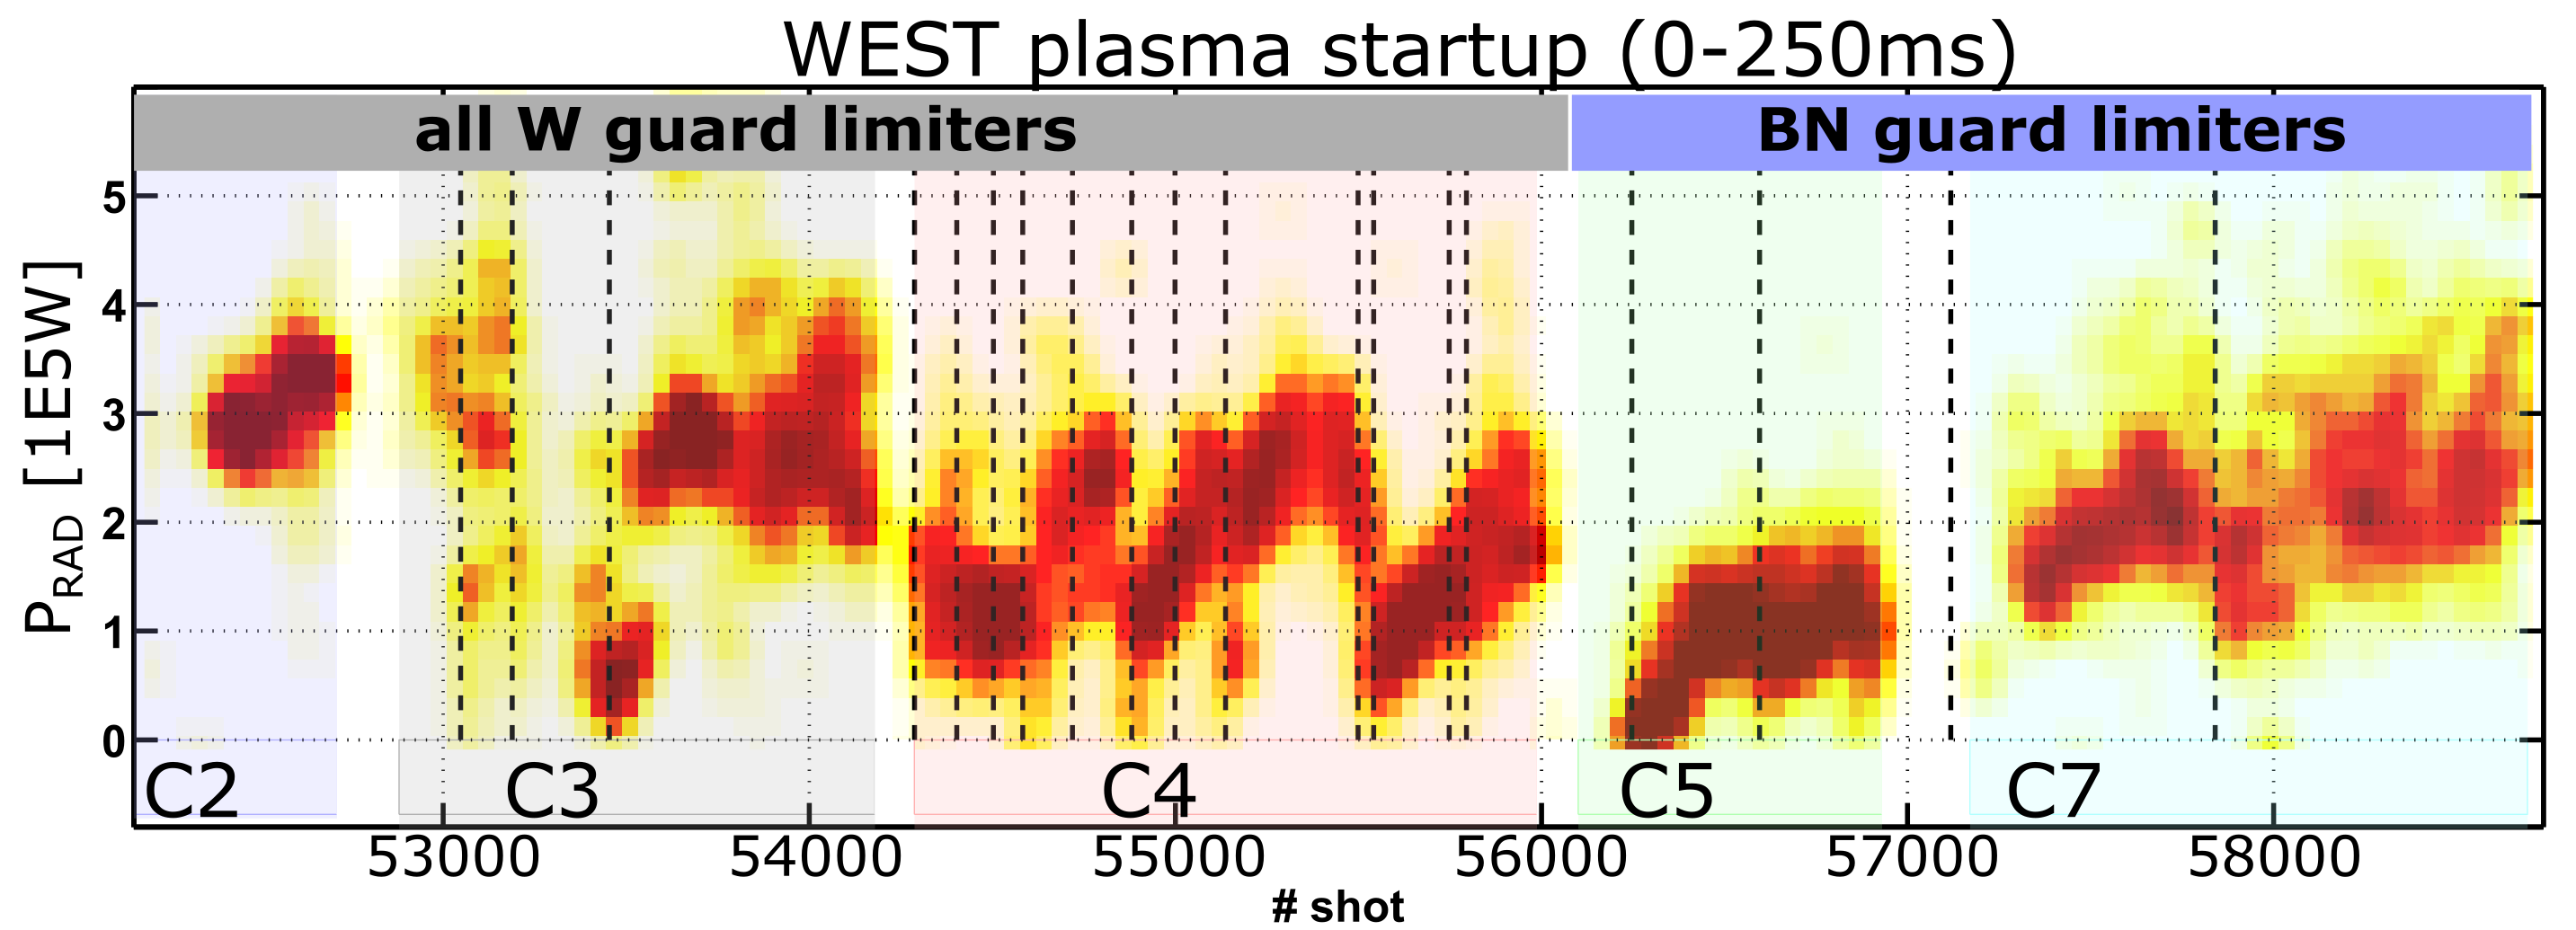 WEST plasma startup (0-250ms)
all W guard limiters
BN guard limiters
PRAD [1E5W]
5
4
3
2
1
0
C2
C3
C4
C5
C7
53000
54000
55000
56000
57000
58000
# shot